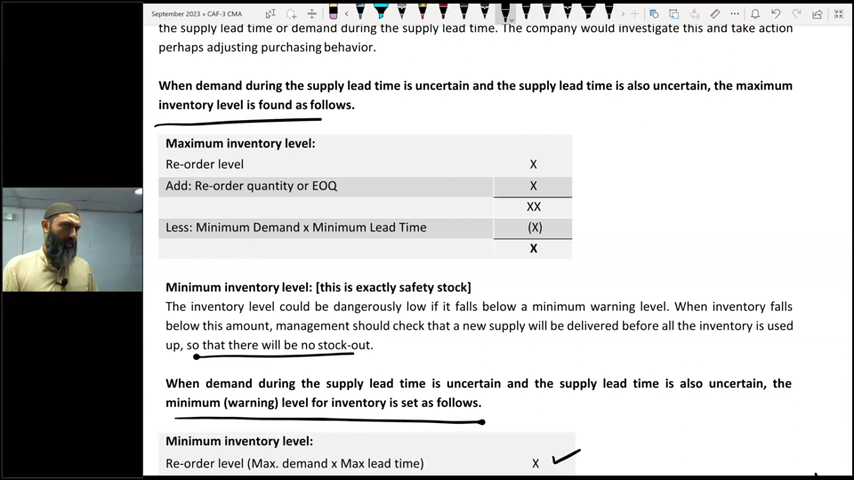 September 2023 » CAF-3 CMA
the supply lead time or demand during the supply lead time. The company would investigate this and take action
perhaps adjusting purchasing behavior.
When demand during the supply lead time is uncertain and the supply lead time is also uncertain, the maximum
inventory level is found as follows.
Maximum inventory level:
Re-order level X
Add: Re-order quantity or EOQ X
XX
Less: Minimum Demand x Minimum Lead Time (X)
X
Minimum inventory level: [this is exactly safety stock]
The inventory level could be dangerously low if it falls below a minimum warning level. When inventory falls
below this amount, management should check that a new supply will be delivered before all the inventory is used
up, so that there will be no stock-out.
When demand during the supply lead time is uncertain and the supply lead time is also uncertain, the
minimum (warning) level for inventory is set as follows.
Minimum inventory level:
Re-order level (Max. demand x Max lead time) X